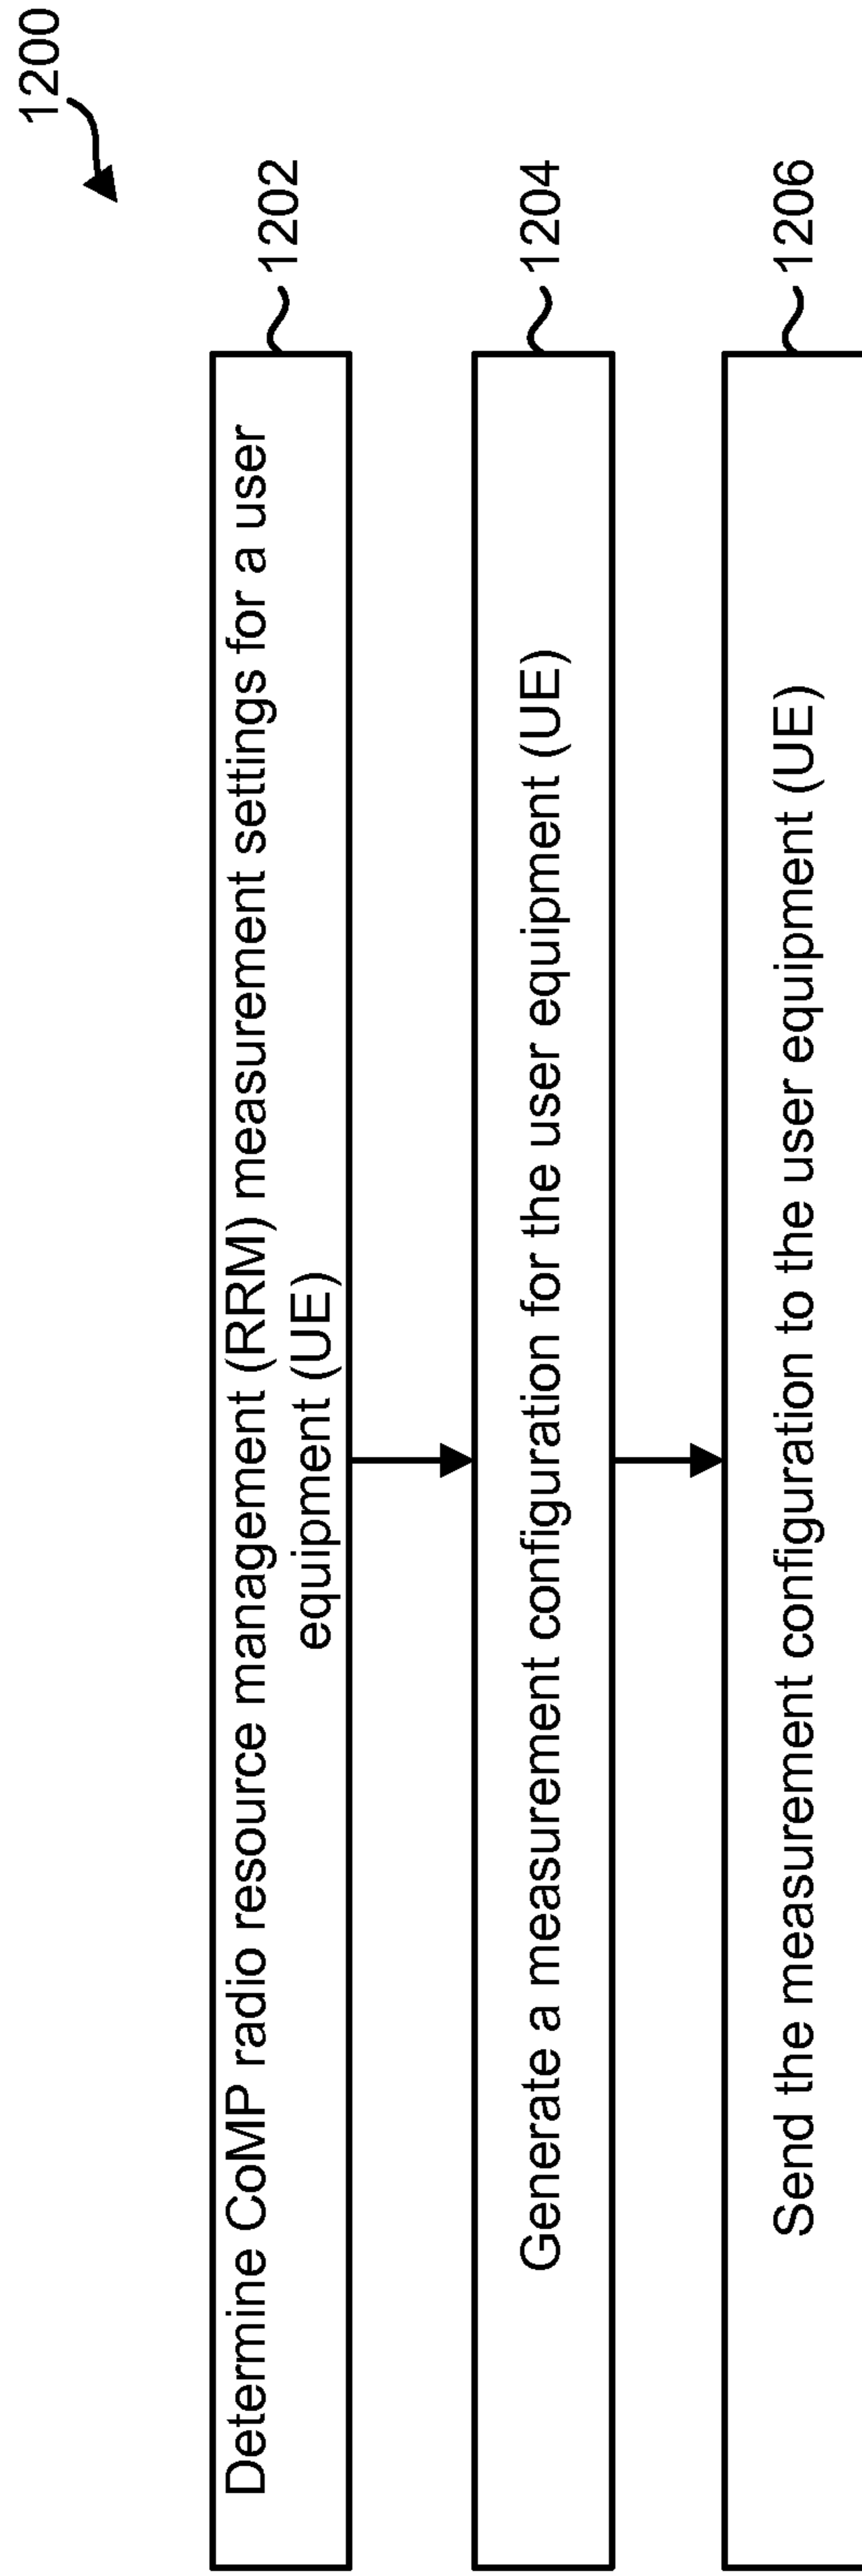 1200
Determine CoMP radio resource management (RRM) measurement settings for a user
equipment (UE)
1202
Generate a measurement configuration for the user equipment (UE)
1204
Send the measurement configuration to the user equipment (UE)
1206